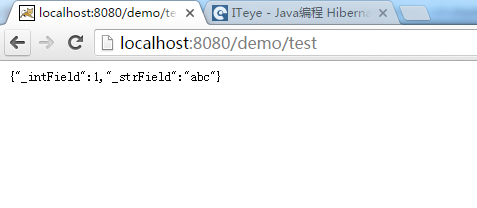 localhost:8080/demo/te
ITeye - Java编程 Hiberna
localhost:8080/demo/test
{"_intField":1,"_strField":"abc"}